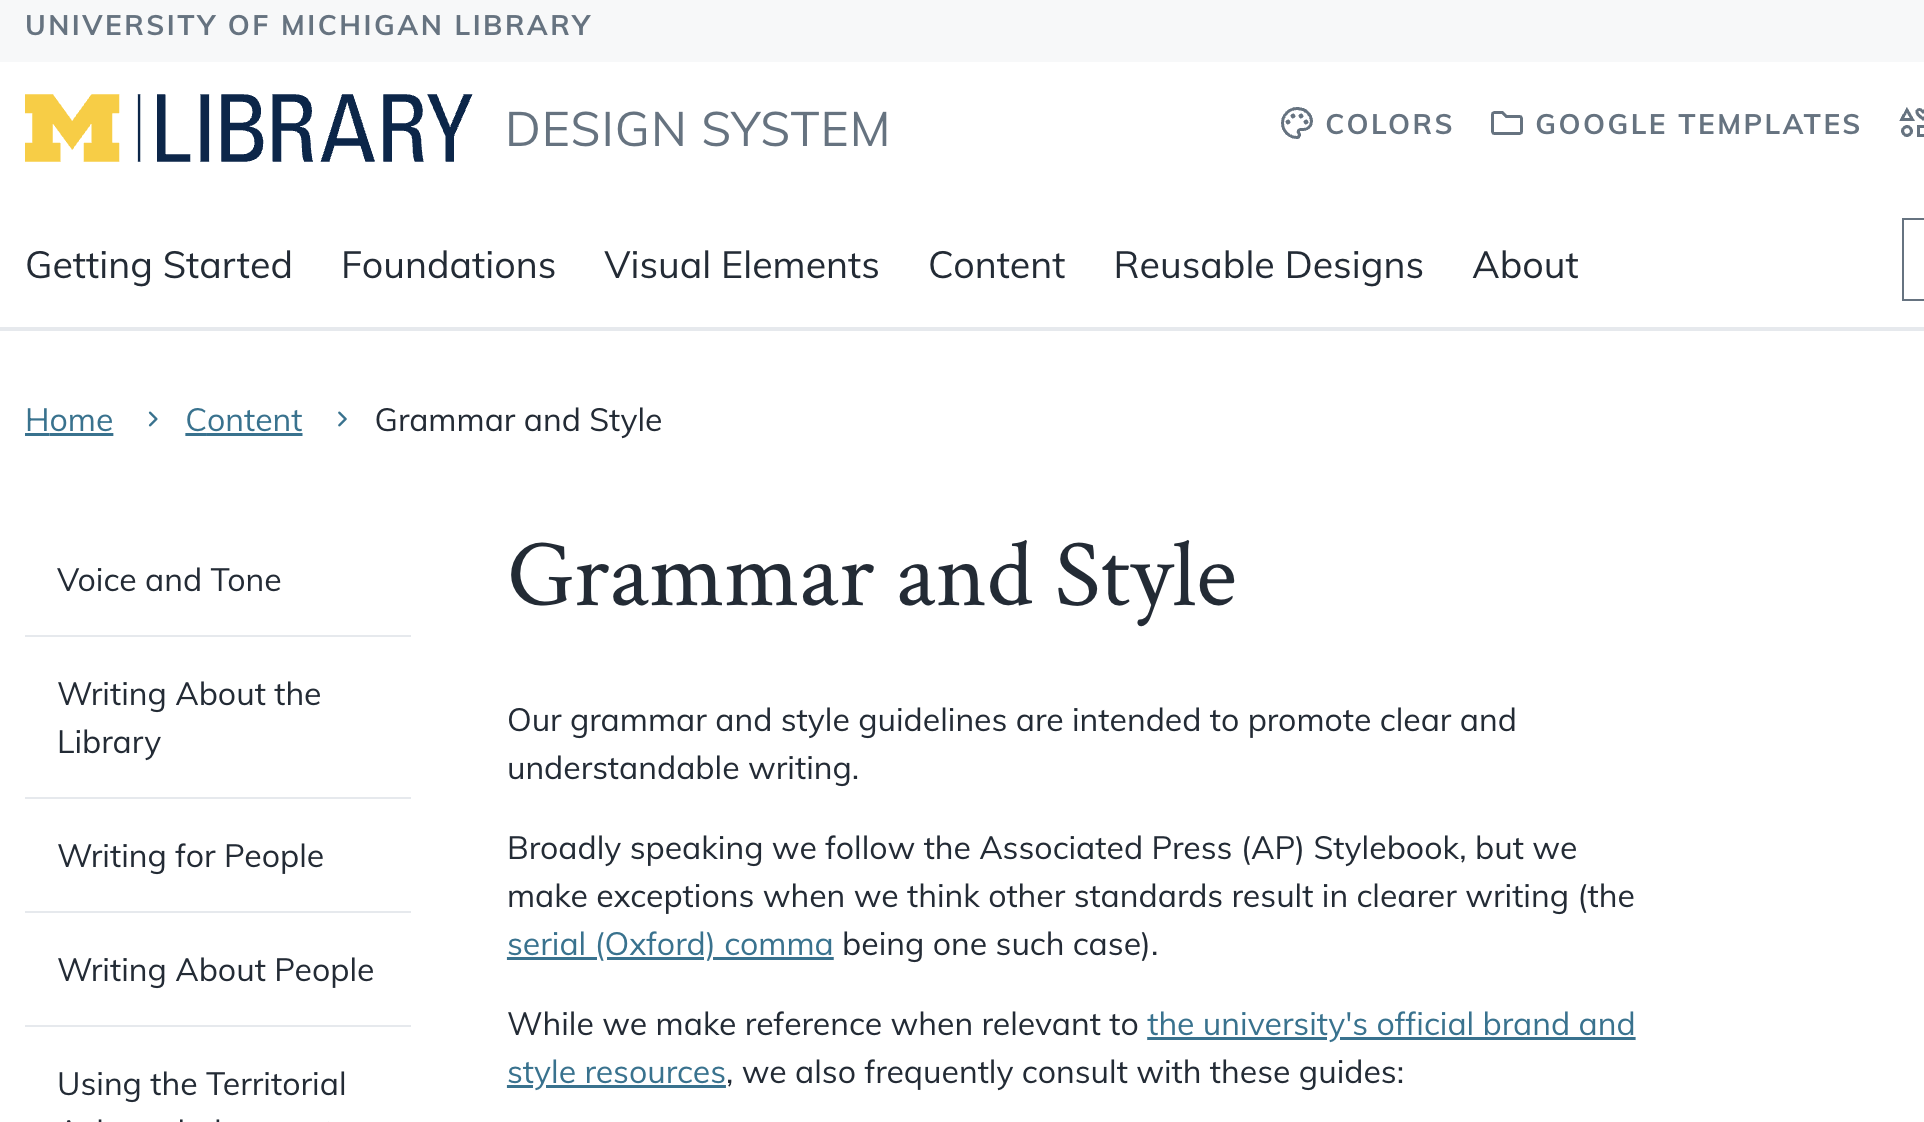 UNIVERSITY OF MICHIGAN LIBRARY
M LIBRARY DESIGN SYSTEM
COLORS
GOOGLE TEMPLATES
Getting Started
Foundations
Visual Elements
Content
Reusable Designs
About
Home > Content > Grammar and Style
Voice and Tone
Writing About the
Library
Writing for People
Writing About People
Using the Territorial
Grammar and Style
Our grammar and style guidelines are intended to promote clear and
understandable writing.
Broadly speaking we follow the Associated Press (AP) Stylebook, but we
make exceptions when we think other standards result in clearer writing (the
serial (Oxford) comma being one such case).
While we make reference when relevant to the university's official brand and
style resources, we also frequently consult with these guides: